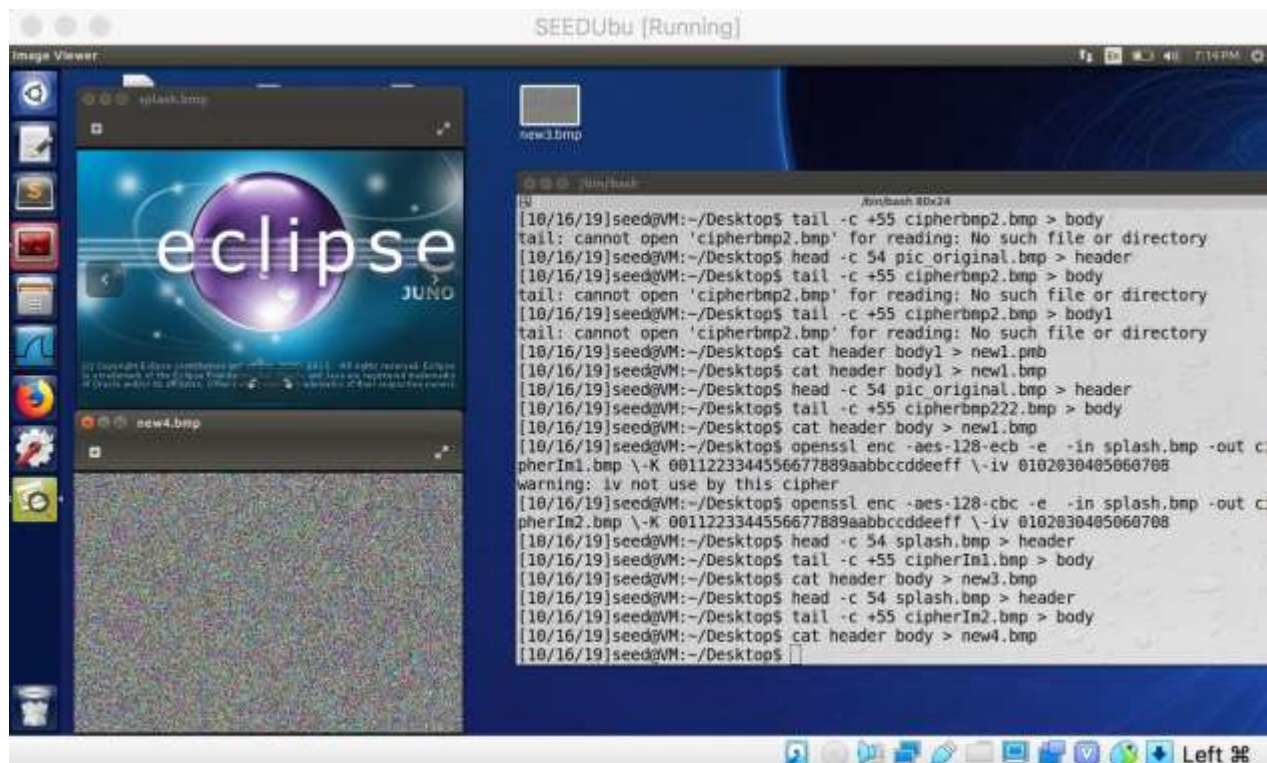 SEEDUbu [Running]
Image Viewer
En
7:14 PM
splash.bmp
eclipse
JUNO
new3.bmp
new4.bmp
/bin/bash
/bin/bash 80x24
[10/16/19]seed@VM:~/Desktop$ tail -c +55 cipherbmp2.bmp > body
tail: cannot open 'cipherbmp2.bmp' for reading: No such file or directory
[10/16/19]seed@VM:~/Desktop$ head -c 54 pic_original.bmp > header
[10/16/19]seed@VM:~/Desktop$ tail -c +55 cipherbmp2.bmp > body
tail: cannot open 'cipherbmp2.bmp' for reading: No such file or directory
[10/16/19]seed@VM:~/Desktop$ tail -c +55 cipherbmp2.bmp > body1
tail: cannot open 'cipherbmp2.bmp' for reading: No such file or directory
[10/16/19]seed@VM:~/Desktop$ cat header body1 > new1.pmb
[10/16/19]seed@VM:~/Desktop$ cat header body1 > new1.bmp
[10/16/19]seed@VM:~/Desktop$ head -c 54 pic_original.bmp > header
[10/16/19]seed@VM:~/Desktop$ tail -c +55 cipherbmp222.bmp > body
[10/16/19]seed@VM:~/Desktop$ cat header body > new1.bmp
[10/16/19]seed@VM:~/Desktop$ openssl enc -aes-128-ecb -e  -in splash.bmp -out ci
pherIm1.bmp \-K 0011223344556677889aabbccddeeff \-iv 0102030405060708
warning: iv not use by this cipher
[10/16/19]seed@VM:~/Desktop$ openssl enc -aes-128-cbc -e  -in splash.bmp -out ci
pherIm2.bmp \-K 0011223344556677889aabbccddeeff \-iv 0102030405060708
[10/16/19]seed@VM:~/Desktop$ head -c 54 splash.bmp > header
[10/16/19]seed@VM:~/Desktop$ tail -c +55 cipherIm1.bmp > body
[10/16/19]seed@VM:~/Desktop$ cat header body > new3.bmp
[10/16/19]seed@VM:~/Desktop$ head -c 54 splash.bmp > header
[10/16/19]seed@VM:~/Desktop$ tail -c +55 cipherIm2.bmp > body
[10/16/19]seed@VM:~/Desktop$ cat header body > new4.bmp
[10/16/19]seed@VM:~/Desktop$
Left ⌘